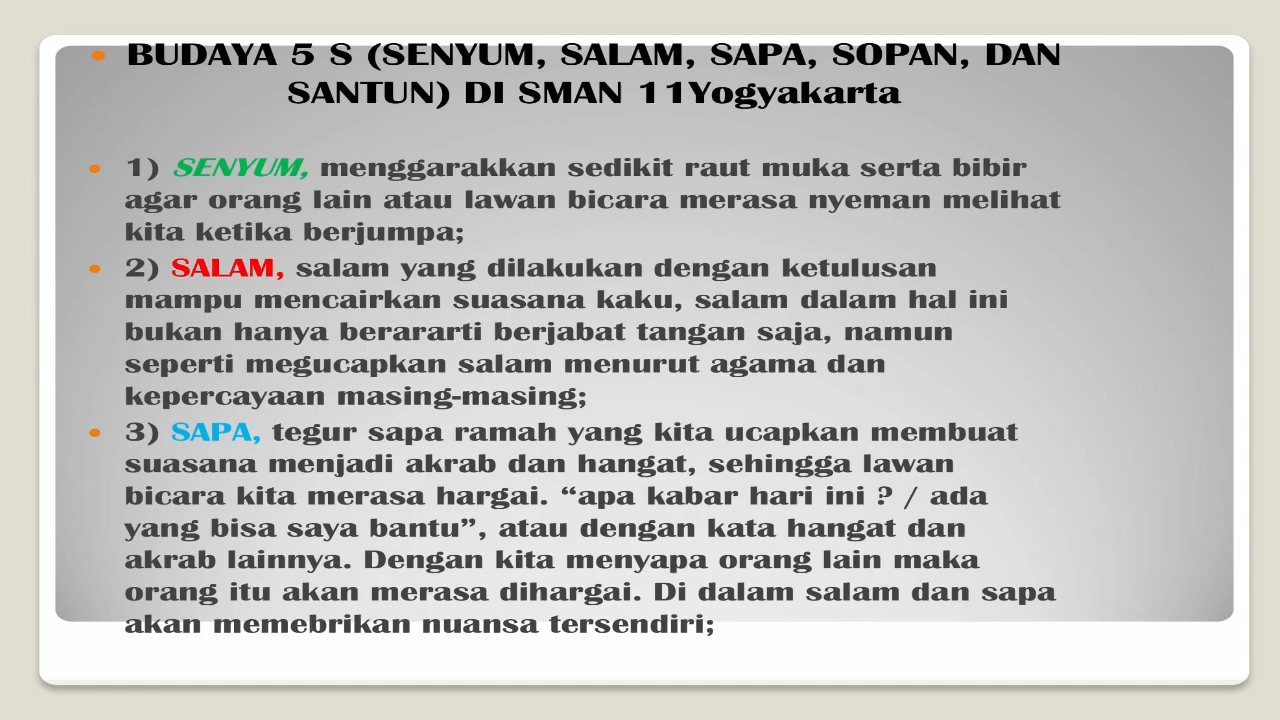 • BUDAYA 5 S (SENYUM, SALAM, SAPA, SOPAN, DAN
SANTUN) DI SMAN 11Yogyakarta
• 1) SENYUM, menggarakkan sedikit raut muka serta bibir
agar orang lain atau lawan bicara merasa nyeman melihat
kita ketika berjumpa;
• 2) SALAM, salam yang dilakukan dengan ketulusan
mampu mencairkan suasana kaku, salam dalam hal ini
bukan hanya berararti berjabat tangan saja, namun
seperti megucapkan salam menurut agama dan
kepercayaan masing-masing;
• 3) SAPA, tegur sapa ramah yang kita ucapkan membuat
suasana menjadi akrab dan hangat, sehingga lawan
bicara kita merasa hargai. “apa kabar hari ini ? / ada
yang bisa saya bantu”, atau dengan kata hangat dan
akrab lainnya. Dengan kita menyapa orang lain maka
orang itu akan merasa dihargai. Di dalam salam dan sapa
akan memebrikan nuansa tersendiri;